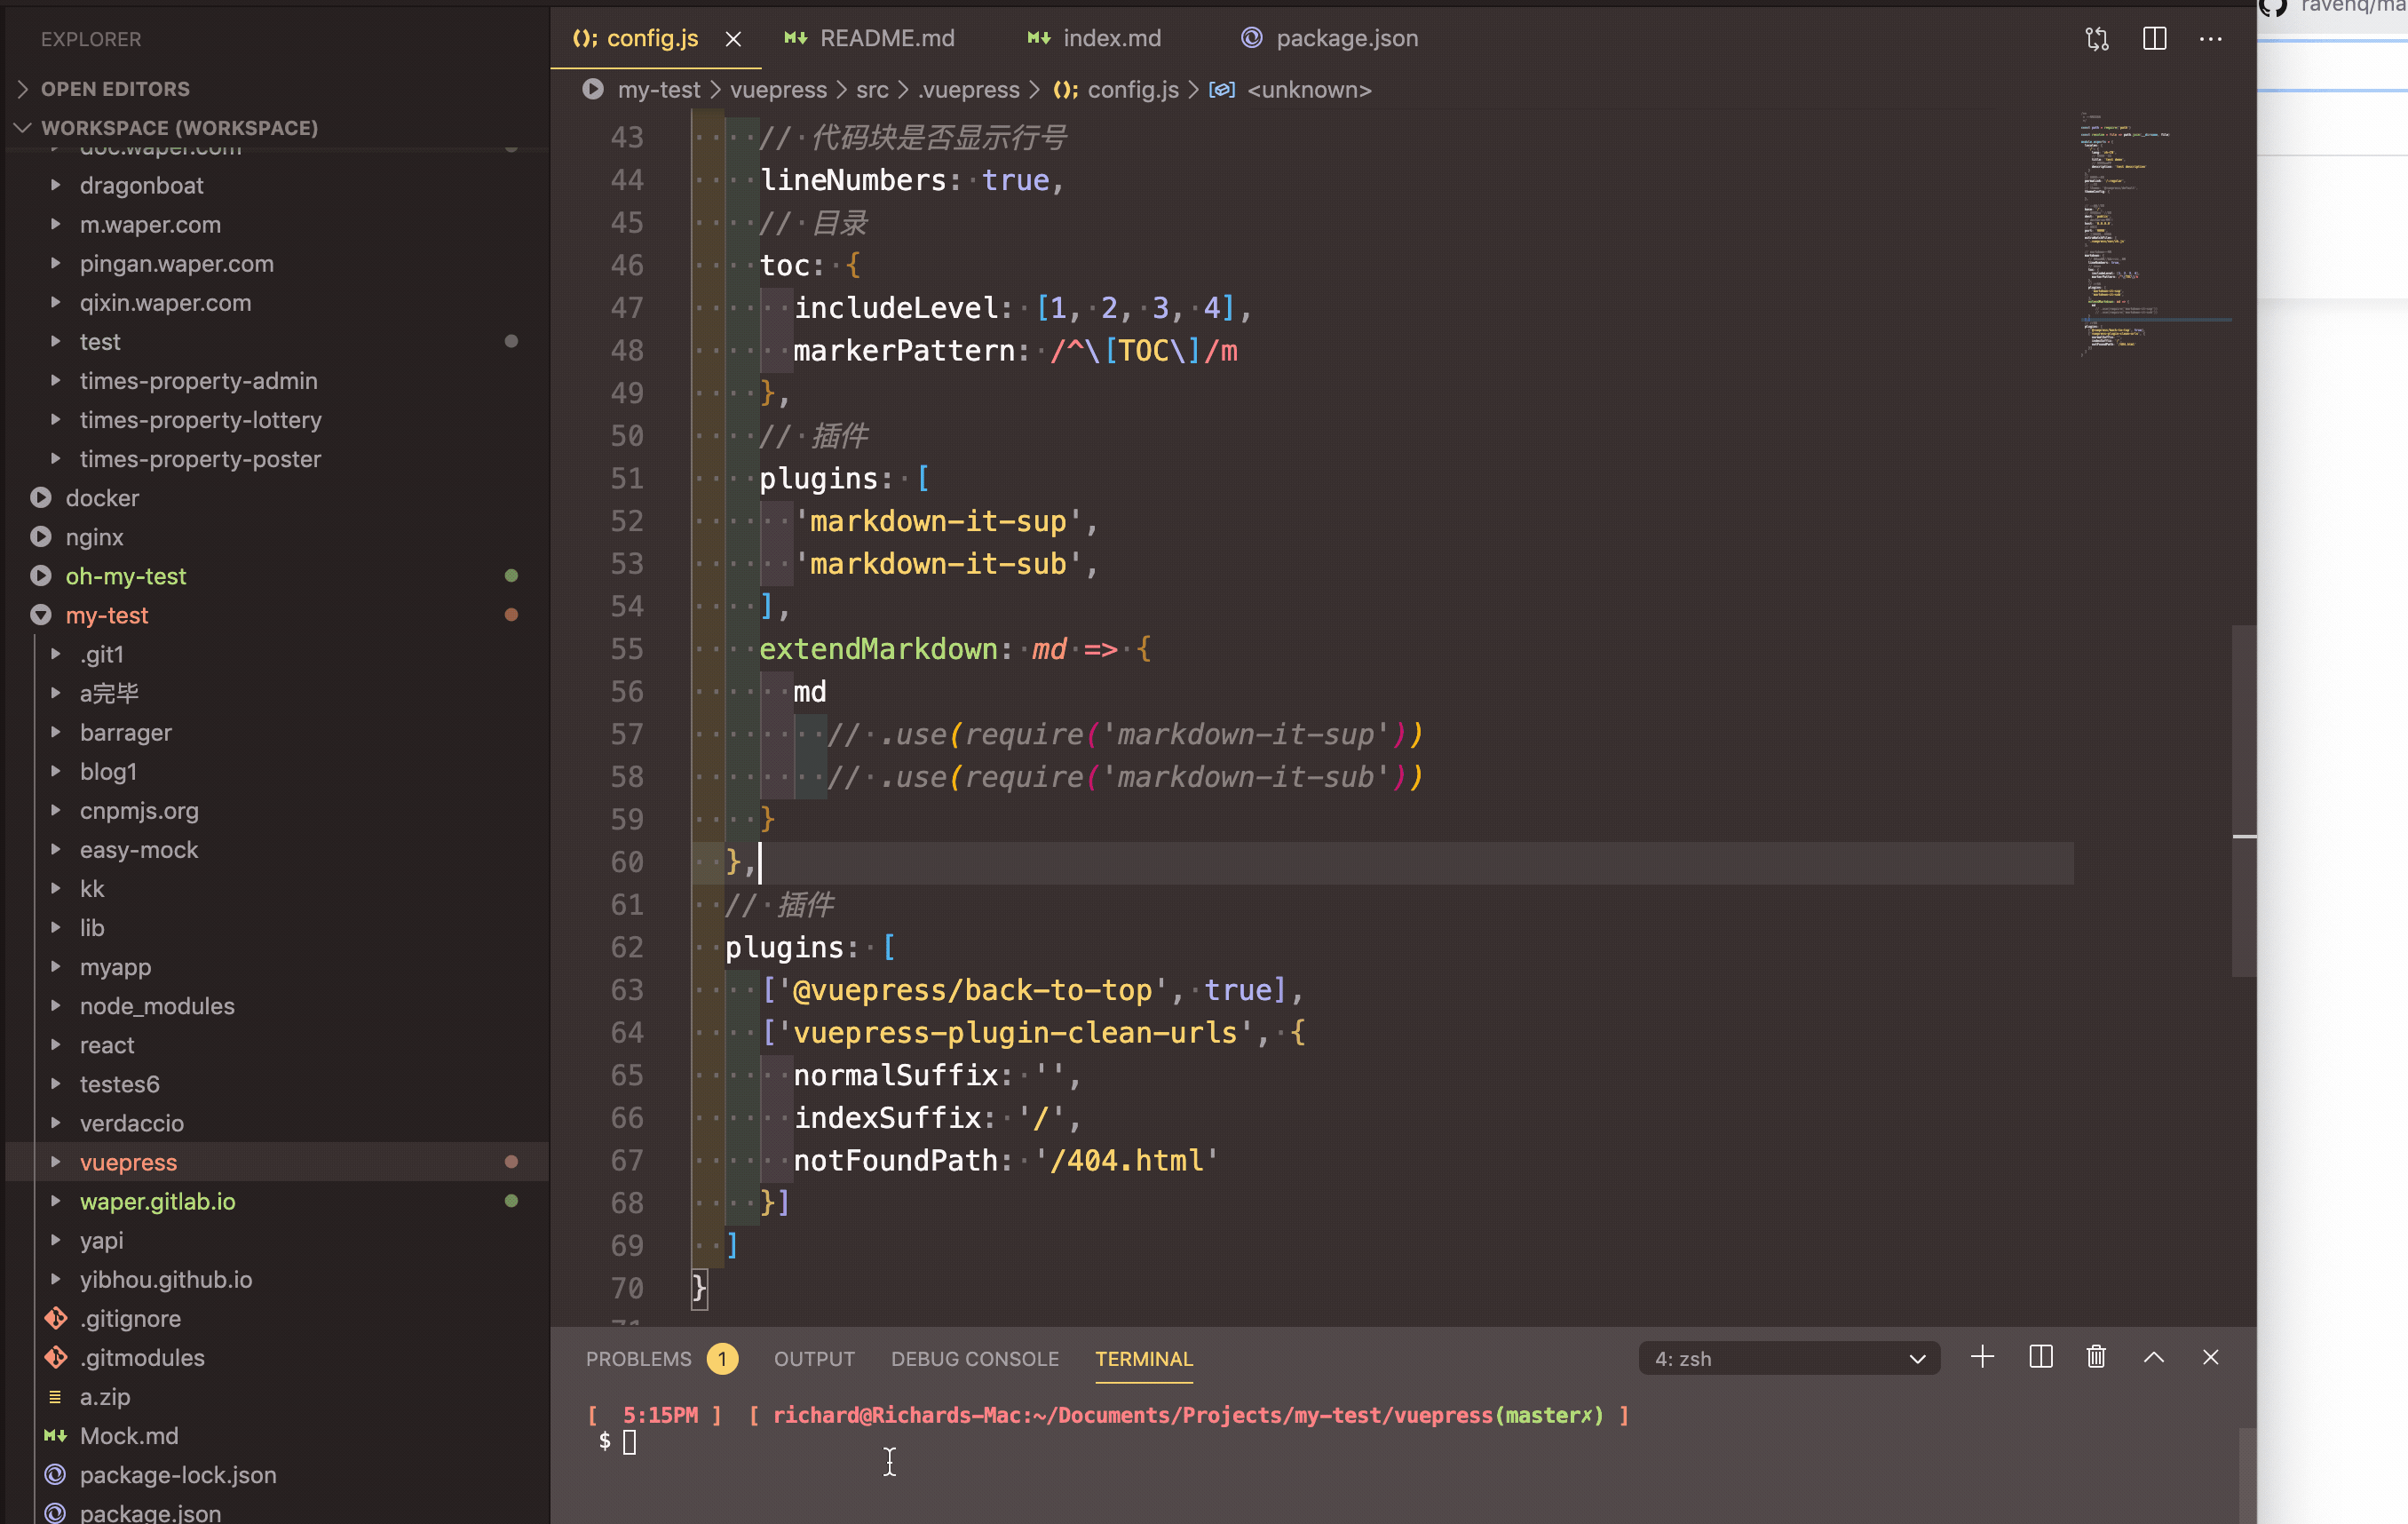 EXPLORER
OPEN EDITORS
WORKSPACE (WORKSPACE)
doc.waper.com
dragonboat
m.waper.com
pingan.waper.com
qixin.waper.com
test
times-property-admin
times-property-lottery
times-property-poster
docker
nginx
oh-my-test
my-test
.git1
a完毕
barrager
blog1
cnpmjs.org
easy-mock
kk
lib
myapp
node_modules
react
testes6
verdaccio
vuepress
waper.gitlab.io
yapi
yibhou.github.io
.gitignore
.gitmodules
a.zip
Mock.md
package-lock.json
package.json
config.js README.md index.md package.json
my-test > vuepress > src > .vuepress > config.js > <unknown>
43 // 代码块是否显示行号
44 lineNumbers: true,
45 // 目录
46 toc: {
47 includeLevel: [1, 2, 3, 4],
48 markerPattern: /^\[TOC\]/m
49 },
50 // 插件
51 plugins: [
52 'markdown-it-sup',
53 'markdown-it-sub',
54 ],
55 extendMarkdown: md => {
56 md
57 // .use(require('markdown-it-sup'))
58 // .use(require('markdown-it-sub'))
59 }
60 },
61 // 插件
62 plugins: [
63 ['@vuepress/back-to-top', true],
64 ['vuepress-plugin-clean-urls', {
65 normalSuffix: '',
66 indexSuffix: '/',
67 notFoundPath: '/404.html'
68 }]
69 ]
70 }
71
PROBLEMS 1 OUTPUT DEBUG CONSOLE TERMINAL 4: zsh
[ 5:15PM ] [ richard@Richards-Mac:~/Documents/Projects/my-test/vuepress(master✗) ]
$